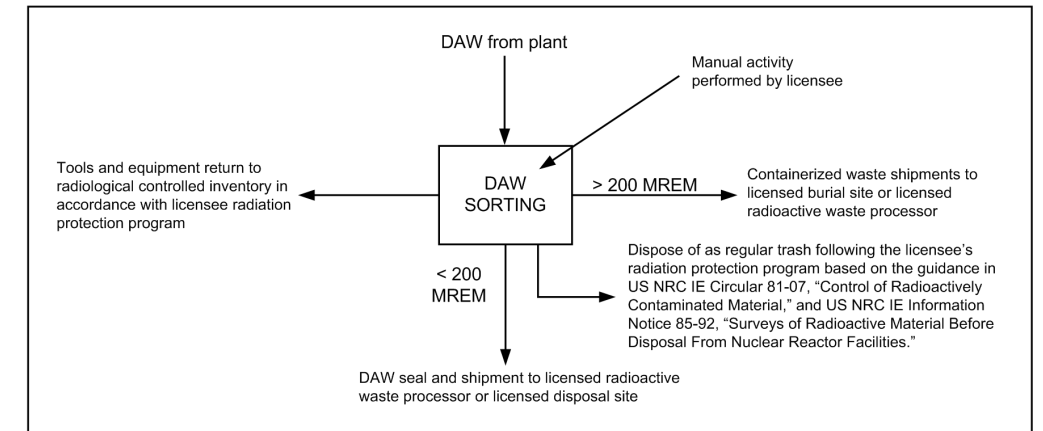 DAW from plant
Manual activity
performed by licensee
Tools and equipment return to
radiological controlled inventory in
accordance with licensee radiation
protection program
DAW
SORTING
> 200 MREM
Containerized waste shipments to
licensed burial site or licensed
radioactive waste processor
< 200
MREM
Dispose of as regular trash following the licensee’s
radiation protection program based on the guidance in
US NRC IE Circular 81-07, “Control of Radioactively
Contaminated Material,” and US NRC IE Information
Notice 85-92, “Surveys of Radioactive Material Before
Disposal From Nuclear Reactor Facilities.”
DAW seal and shipment to licensed radioactive
waste processor or licensed disposal site